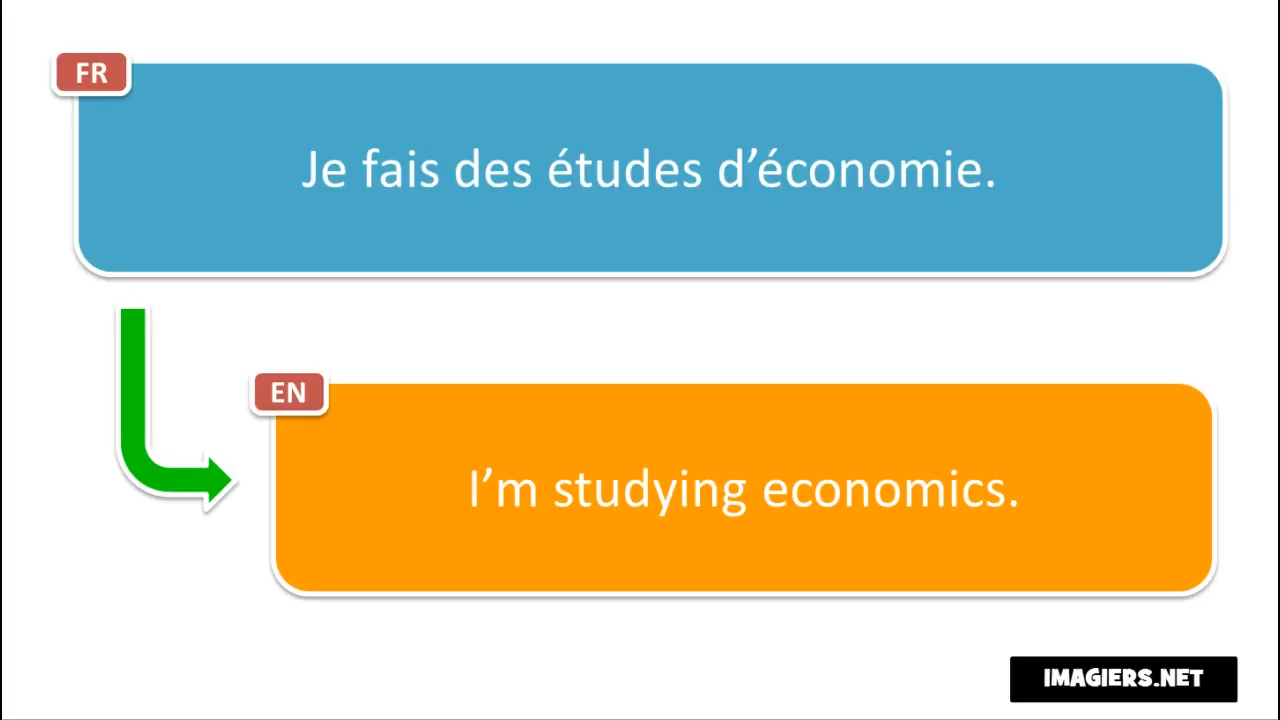 FR
Je fais des études d’économie.
EN
I’m studying economics.
IMAGIERS.NET